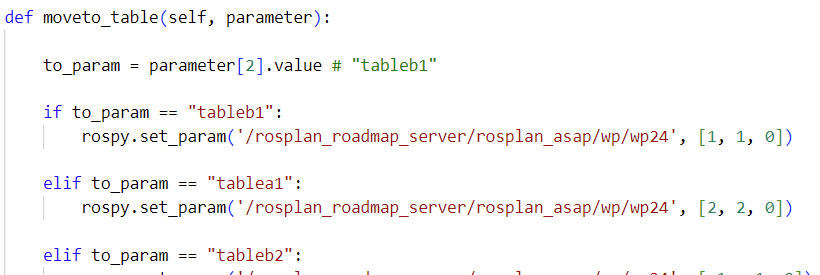 def moveto_table(self, parameter):
to_param = parameter[2].value # "tableb1"
if to_param == "tableb1":
rospy.set_param('/rosplan_roadmap_server/rosplan_asap/wp/wp24', [1, 1, 0])
elif to_param == "tablea1":
rospy.set_param('/rosplan_roadmap_server/rosplan_asap/wp/wp24', [2, 2, 0])
elif to_param == "tableb2":